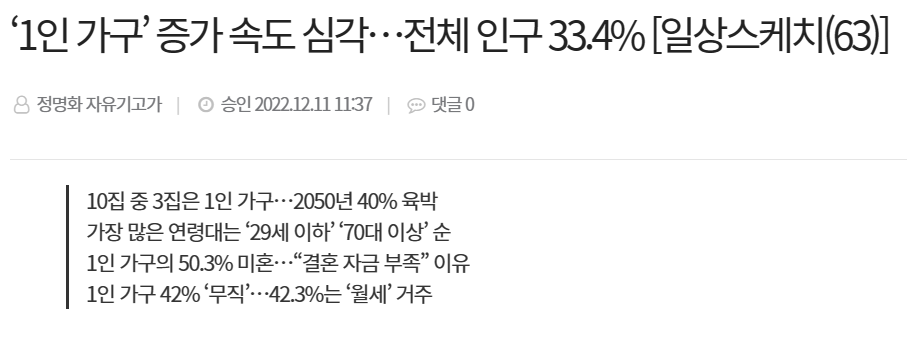 ‘1인 가구’ 증가 속도 심각…전체 인구 33.4% [일상스케치(63)]
정명화 자유기고가 | 승인 2022.12.11 11:37 | 댓글 0
10집 중 3집은 1인 가구…2050년 40% 육박
가장 많은 연령대는 ‘29세 이하’ ‘70대 이상’ 순
1인 가구의 50.3% 미혼…“결혼 자금 부족” 이유
1인 가구 42% ‘무직’…42.3%는 ‘월세’ 거주